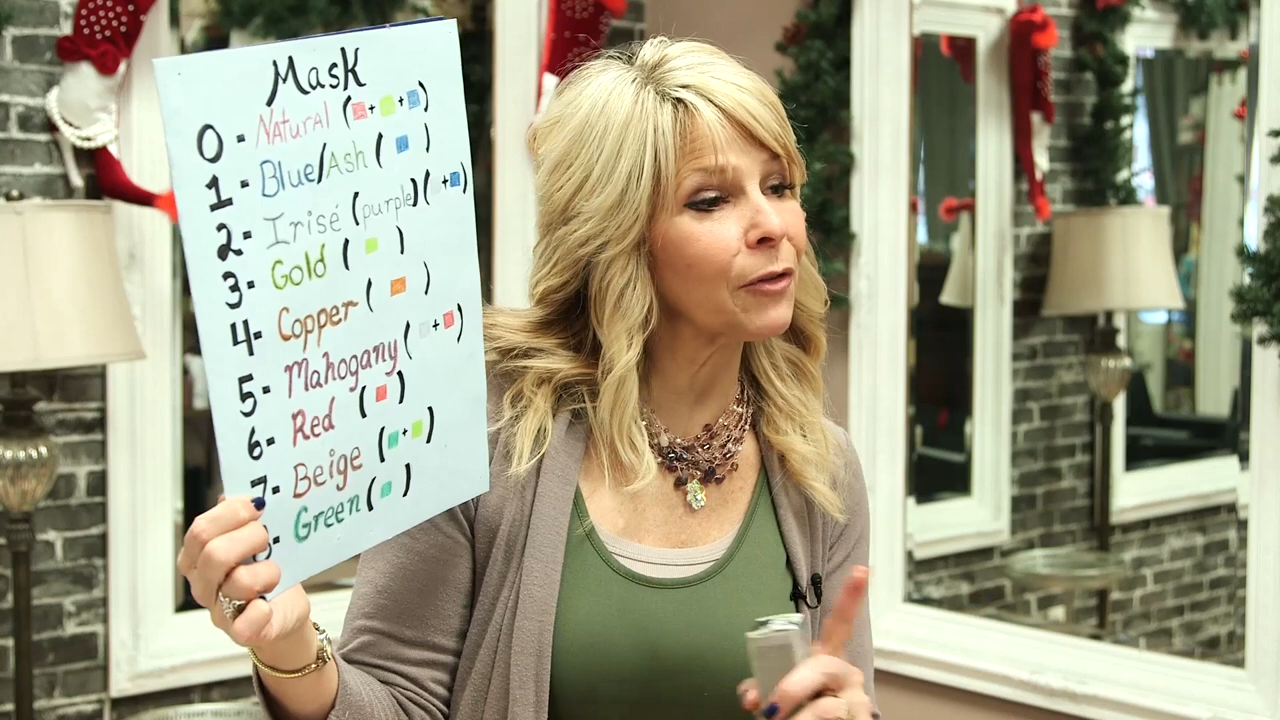 Mask
0 - Natural ( + + )
1 - Blue/Ash ( )
2 - Irisé (purple) ( + )
3 - Gold ( )
4 - Copper ( )
5 - Mahogany ( + )
6 - Red ( )
7 - Beige ( + )
- Green ( )